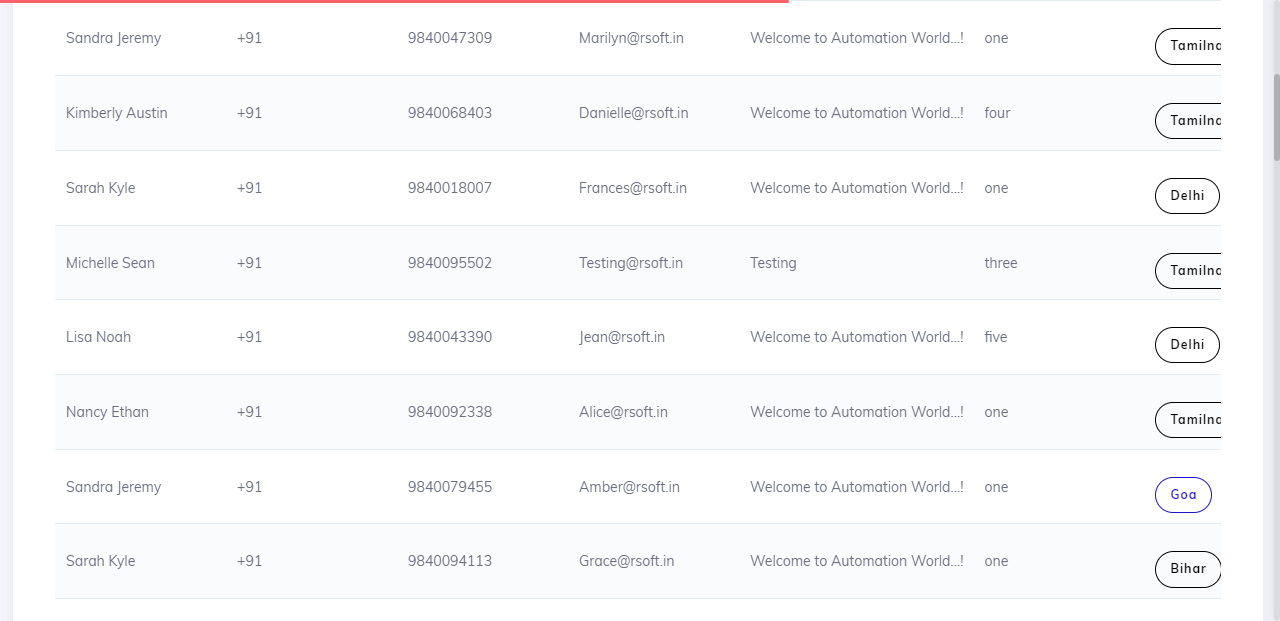 Sandra Jeremy +91 9840047309 Marilyn@rsoft.in Welcome to Automation World...! one Tamilna
Kimberly Austin +91 9840068403 Danielle@rsoft.in Welcome to Automation World...! four Tamilna
Sarah Kyle +91 9840018007 Frances@rsoft.in Welcome to Automation World...! one Delhi
Michelle Sean +91 9840095502 Testing@rsoft.in Testing three Tamilna
Lisa Noah +91 9840043390 Jean@rsoft.in Welcome to Automation World...! five Delhi
Nancy Ethan +91 9840092338 Alice@rsoft.in Welcome to Automation World...! one Tamilna
Sandra Jeremy +91 9840079455 Amber@rsoft.in Welcome to Automation World...! one Goa
Sarah Kyle +91 9840094113 Grace@rsoft.in Welcome to Automation World...! one Bihar